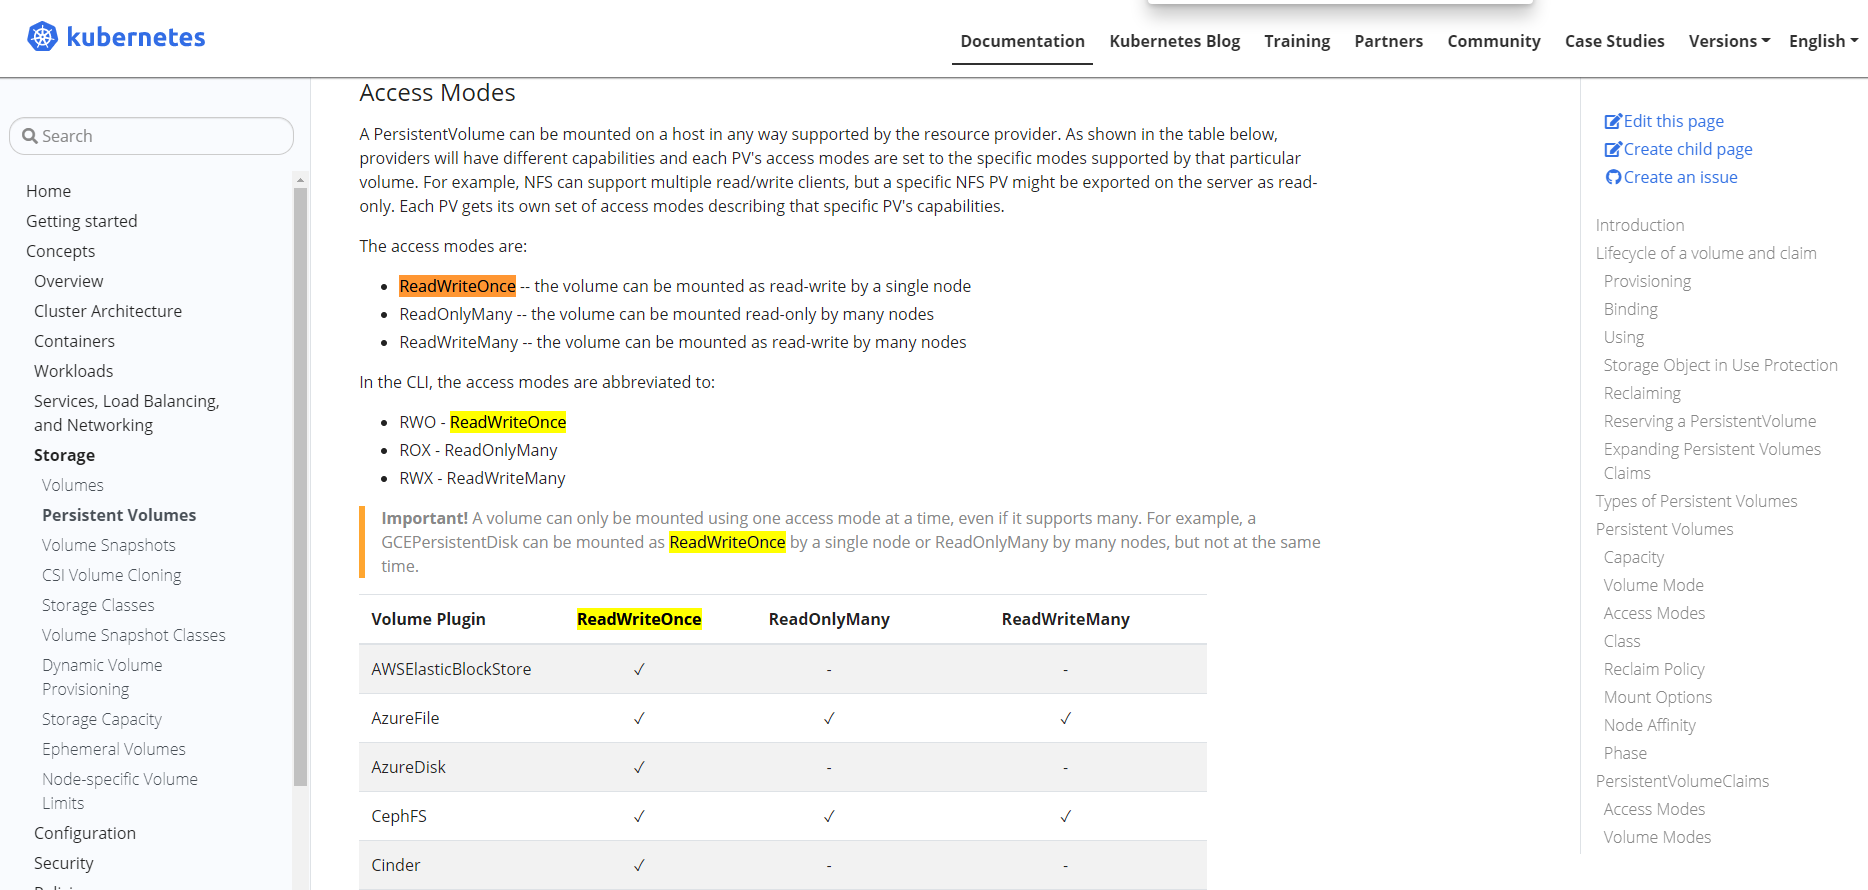 kubernetes
Documentation
Kubernetes Blog
Training
Partners
Community
Case Studies
Versions
English
Search
Home
Getting started
Concepts
Overview
Cluster Architecture
Containers
Workloads
Services, Load Balancing,
and Networking
Storage
Volumes
Persistent Volumes
Volume Snapshots
CSI Volume Cloning
Storage Classes
Volume Snapshot Classes
Dynamic Volume
Provisioning
Storage Capacity
Ephemeral Volumes
Node-specific Volume
Limits
Configuration
Security
Access Modes
A PersistentVolume can be mounted on a host in any way supported by the resource provider. As shown in the table below,
providers will have different capabilities and each PV's access modes are set to the specific modes supported by that particular
volume. For example, NFS can support multiple read/write clients, but a specific NFS PV might be exported on the server as read-
only. Each PV gets its own set of access modes describing that specific PV's capabilities.
The access modes are:
• ReadWriteOnce -- the volume can be mounted as read-write by a single node
• ReadOnlyMany -- the volume can be mounted read-only by many nodes
• ReadWriteMany -- the volume can be mounted as read-write by many nodes
In the CLI, the access modes are abbreviated to:
• RWO - ReadWriteOnce
• ROX - ReadOnlyMany
• RWX - ReadWriteMany
Important! A volume can only be mounted using one access mode at a time, even if it supports many. For example, a
GCEPersistentDisk can be mounted as ReadWriteOnce by a single node or ReadOnlyMany by many nodes, but not at the same
time.
Volume Plugin ReadWriteOnce ReadOnlyMany ReadWriteMany
AWSElasticBlockStore ✓ - -
AzureFile ✓ ✓ ✓
AzureDisk ✓ - -
CephFS ✓ ✓ ✓
Cinder ✓ - -
Edit this page
Create child page
Create an issue
Introduction
Lifecycle of a volume and claim
Provisioning
Binding
Using
Storage Object in Use Protection
Reclaiming
Reserving a PersistentVolume
Expanding Persistent Volumes
Claims
Types of Persistent Volumes
Persistent Volumes
Capacity
Volume Mode
Access Modes
Class
Reclaim Policy
Mount Options
Node Affinity
Phase
PersistentVolumeClaims
Access Modes
Volume Modes